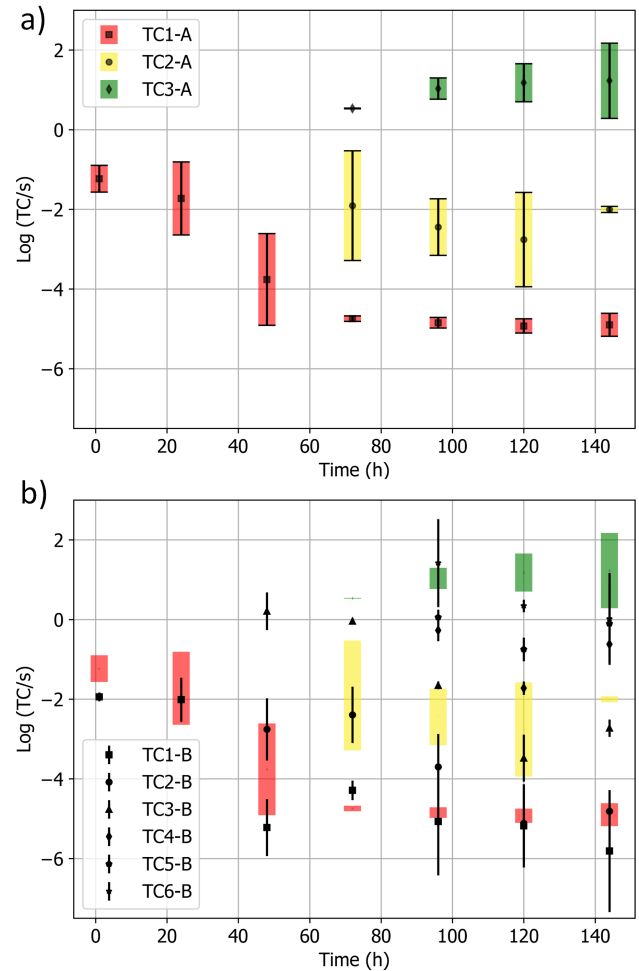 a)
TC1-A
TC2-A
TC3-A
2
0
−2
−4
−6
Log (TC/s)
0 20 40 60 80 100 120 140
Time (h)
b)
2
0
−2
−4
−6
Log (TC/s)
TC1-B
TC2-B
TC3-B
TC4-B
TC5-B
TC6-B
0 20 40 60 80 100 120 140
Time (h)